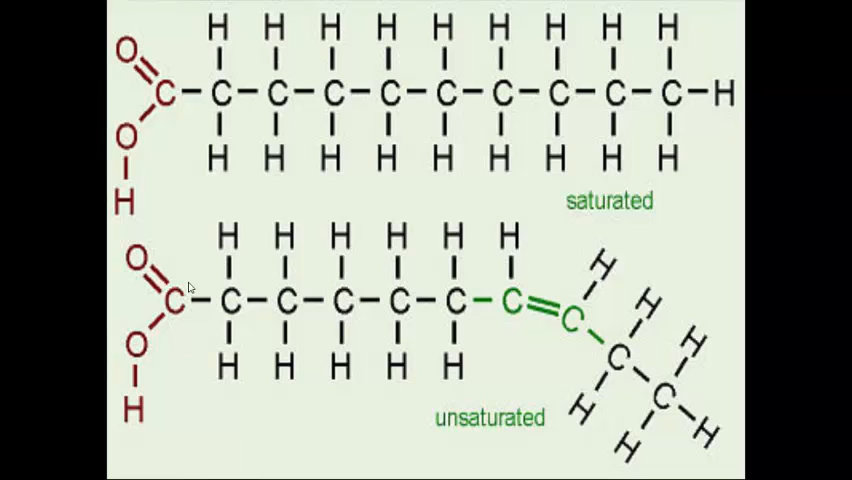 H H H H H H H H H
O
C C C C C C C C C C H
O
H H H H H H H H H
H
saturated
H H H H H H
O H
C C C C C C C H
C
O H
C
H H H H H
C
H H
unsaturated H
H